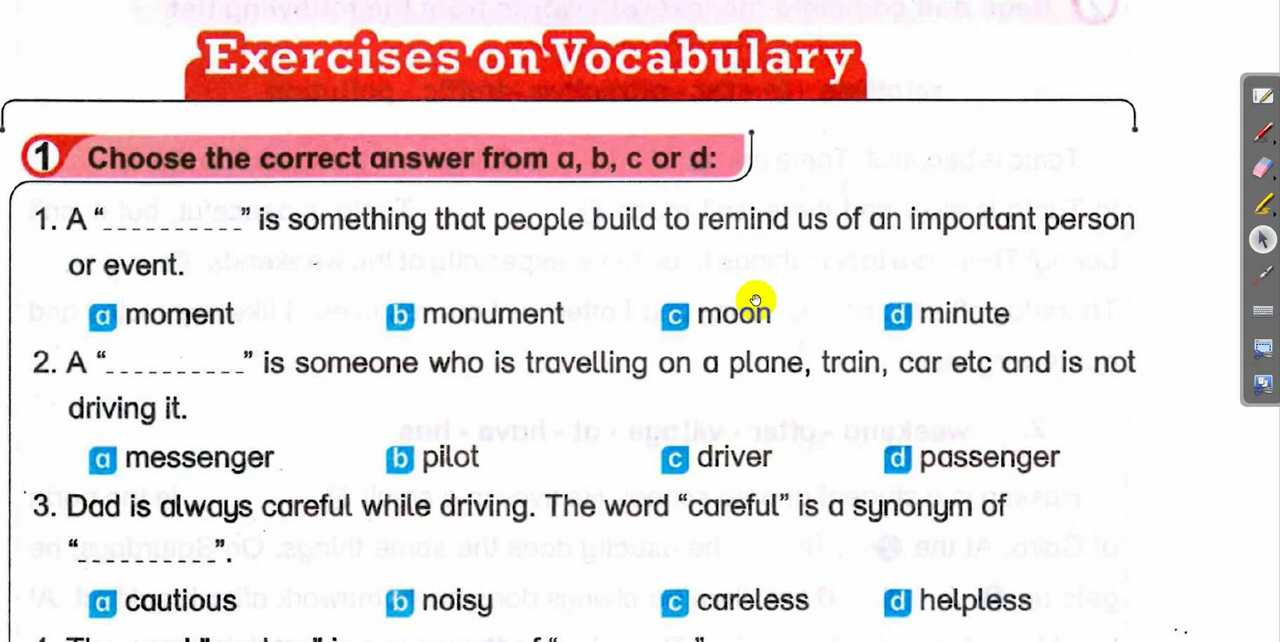 Exercises on Vocabulary
1 Choose the correct answer from a, b, c or d:
1. A “__________” is something that people build to remind us of an important person
or event.
a moment b monument c moon d minute
2. A “__________” is someone who is travelling on a plane, train, car etc and is not
driving it.
a messenger b pilot c driver d passenger
3. Dad is always careful while driving. The word “careful” is a synonym of
“__________”.
a cautious b noisy c careless d helpless